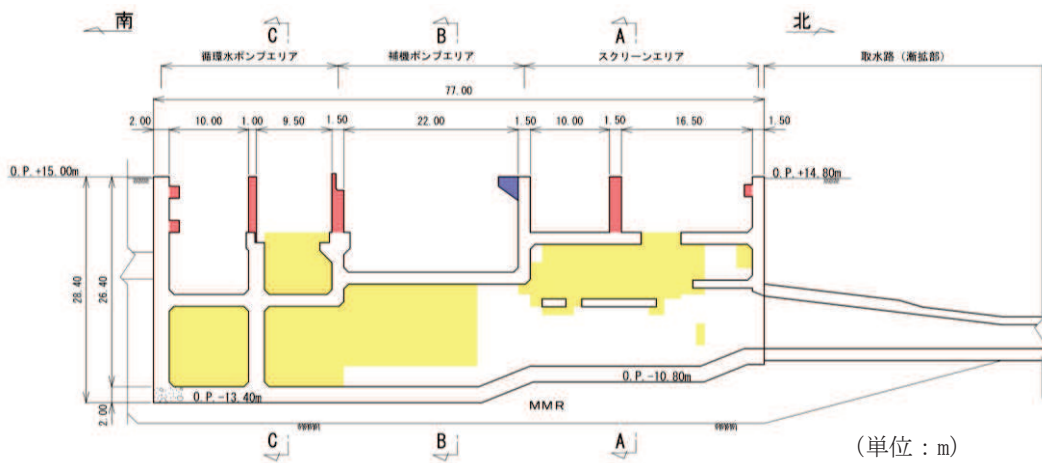 南
C
B
A
北
循環水ポンプエリア
補機ポンプエリア
スクリーンエリア
取水路（漸拡部）
77.00
2.00
10.00
1.00
9.50
1.50
22.00
1.50
10.00
1.50
16.50
1.50
O.P.+15.00m
O.P.+14.80m
28.40
26.40
O.P.-10.80m
O.P.-13.40m
2.00
MMR
C
B
A
（単位：m）